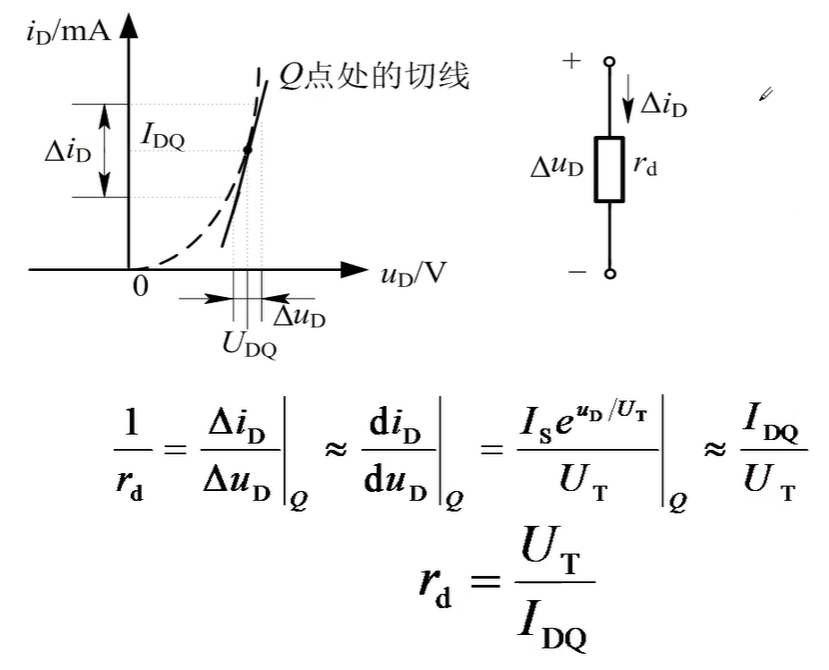 i_D/mA
Q点处的切线
Δi_D
I_DQ
0
u_D/V
Δu_D
U_DQ
+
Δi_D
Δu_D
r_d
−
1/r_d = Δi_D/Δu_D|_Q ≈ di_D/du_D|_Q = I_S e^{u_D/U_T}/U_T|_Q ≈ I_DQ/U_T
r_d = U_T/I_DQ